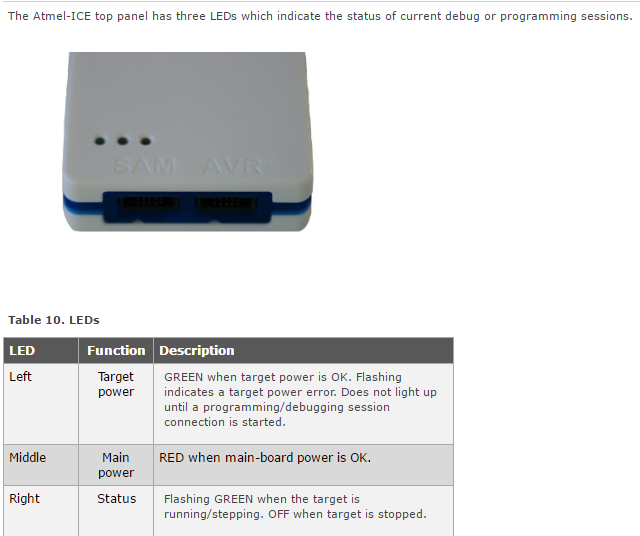 The Atmel-ICE top panel has three LEDs which indicate the status of current debug or programming sessions.
SAM AVR®
Table 10. LEDs
LED Function Description
Left Target power GREEN when target power is OK. Flashing
indicates a target power error. Does not light up
until a programming/debugging session
connection is started.
Middle Main power RED when main-board power is OK.
Right Status Flashing GREEN when the target is
running/stepping. OFF when target is stopped.